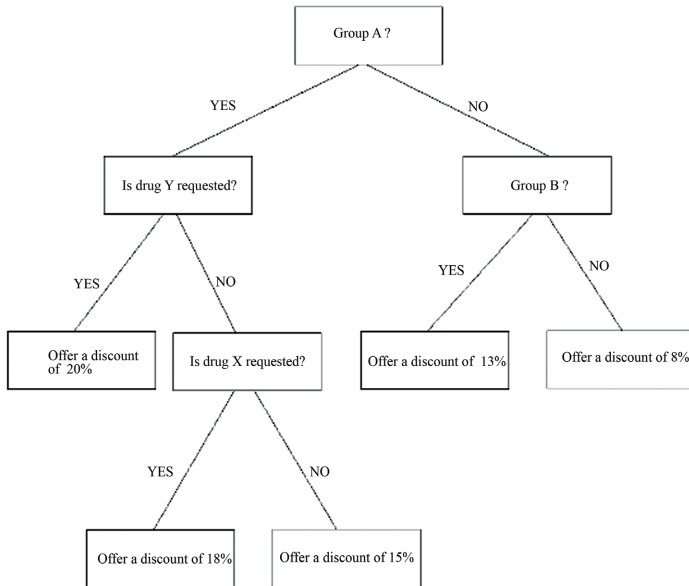 Group A ?
YES
NO
Is drug Y requested?
Group B ?
YES
NO
YES
NO
Offer a discount
of 20%
Is drug X requested?
Offer a discount of 13%
Offer a discount of 8%
YES
NO
Offer a discount of 18%
Offer a discount of 15%